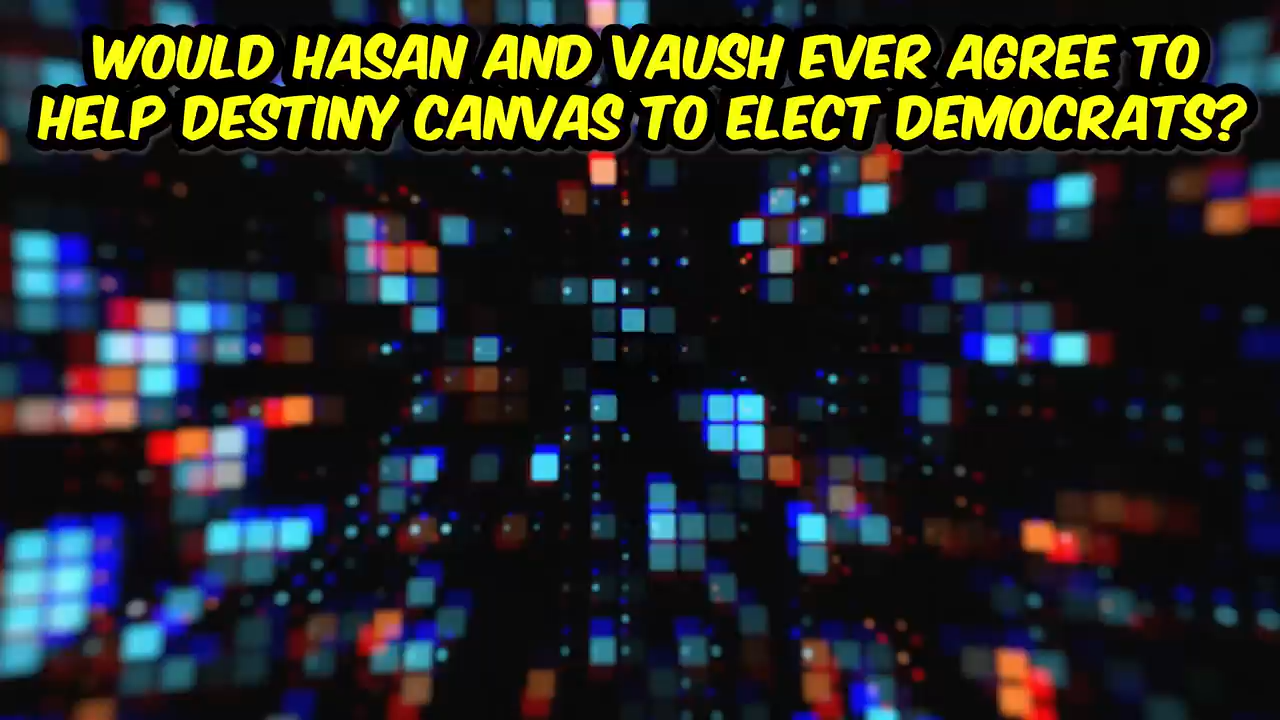 WOULD HASAN AND VAUSH EVER AGREE TO
HELP DESTINY CANVAS TO ELECT DEMOCRATS?